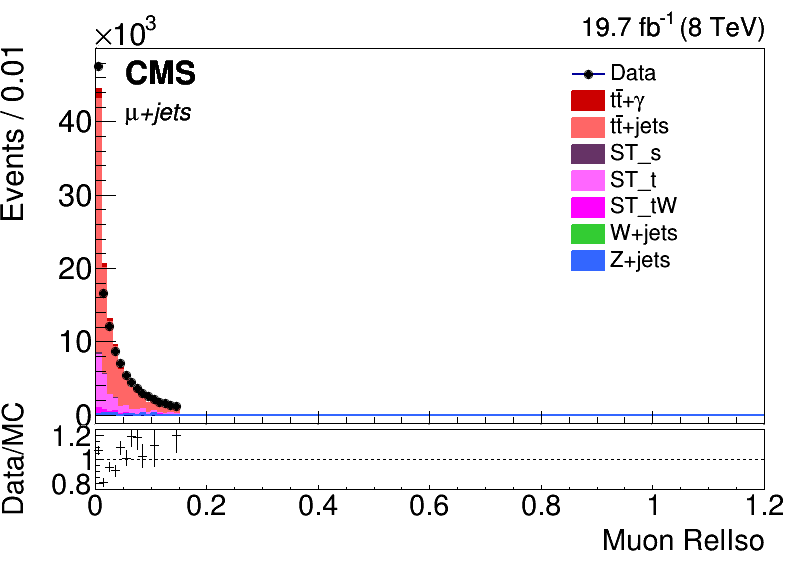 ×10³
19.7 fb⁻¹ (8 TeV)
CMS
μ+jets
Events / 0.01
40
30
20
10
0
Data
tt̄+γ
tt̄+jets
ST_s
ST_t
ST_tW
W+jets
Z+jets
Data/MC
1.2
1
0.8
0 0.2 0.4 0.6 0.8 1 1.2
Muon RelIso